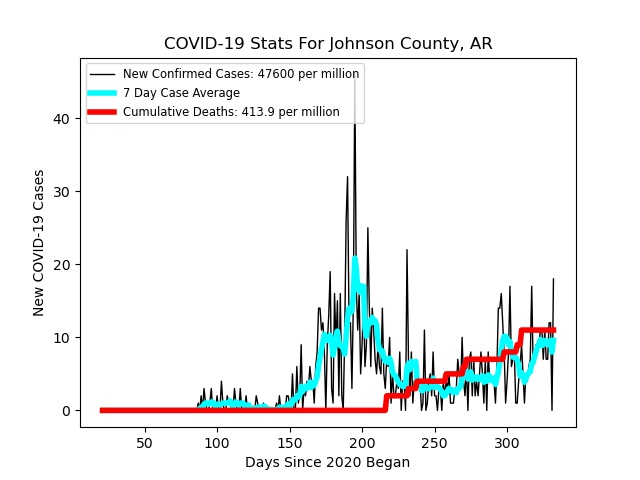 COVID-19 Stats For Johnson County, AR
New Confirmed Cases: 47600 per million
7 Day Case Average
Cumulative Deaths: 413.9 per million
New COVID-19 Cases
40
30
20
10
0
50 100 150 200 250 300
Days Since 2020 Began